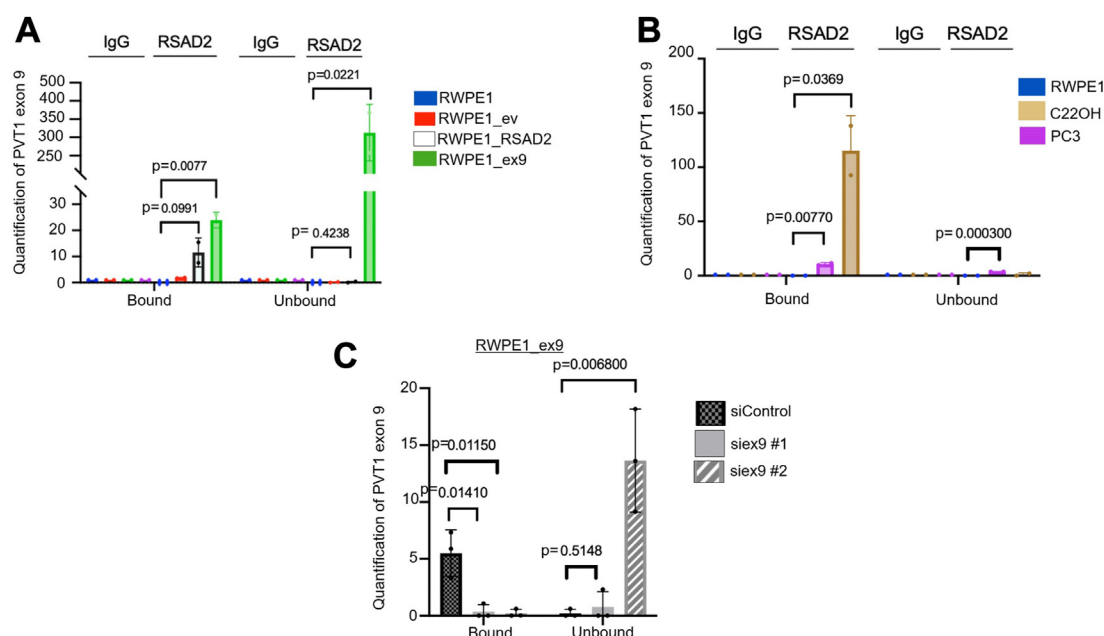 A
IgG RSAD2 IgG RSAD2
p=0.0221
Quantification of PVT1 exon 9
500
400
350
300
250
30
20
10
0
p=0.0077
p=0.0991
p=0.4238
Bound Unbound
RWPE1
RWPE1_ev
RWPE1_RSAD2
RWPE1_ex9
B
IgG RSAD2 IgG RSAD2
Quantification of PVT1 exon 9
200
150
100
50
0
p=0.0369
p=0.00770
p=0.000300
Bound Unbound
RWPE1
C22OH
PC3
C
RWPE1_ex9
Quantification of PVT1 exon 9
20
15
10
5
0
p=0.006800
p=0.01150
p=0.01410
p=0.5148
Bound Unbound
siControl
siex9 #1
siex9 #2